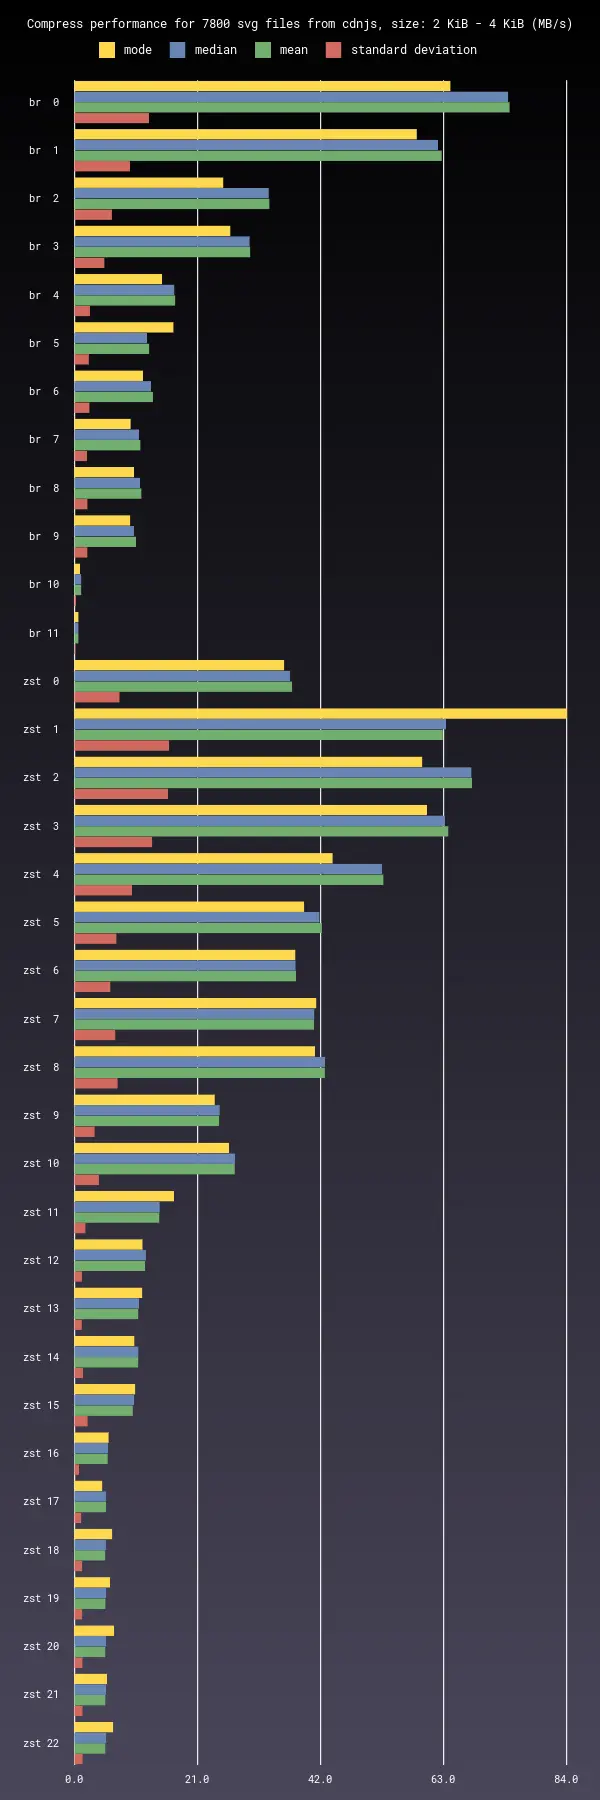 Compress performance for 7800 svg files from cdnjs, size: 2 KiB - 4 KiB (MB/s)
mode median mean standard deviation
br 0
br 1
br 2
br 3
br 4
br 5
br 6
br 7
br 8
br 9
br 10
br 11
zst 0
zst 1
zst 2
zst 3
zst 4
zst 5
zst 6
zst 7
zst 8
zst 9
zst 10
zst 11
zst 12
zst 13
zst 14
zst 15
zst 16
zst 17
zst 18
zst 19
zst 20
zst 21
zst 22
0.0 21.0 42.0 63.0 84.0